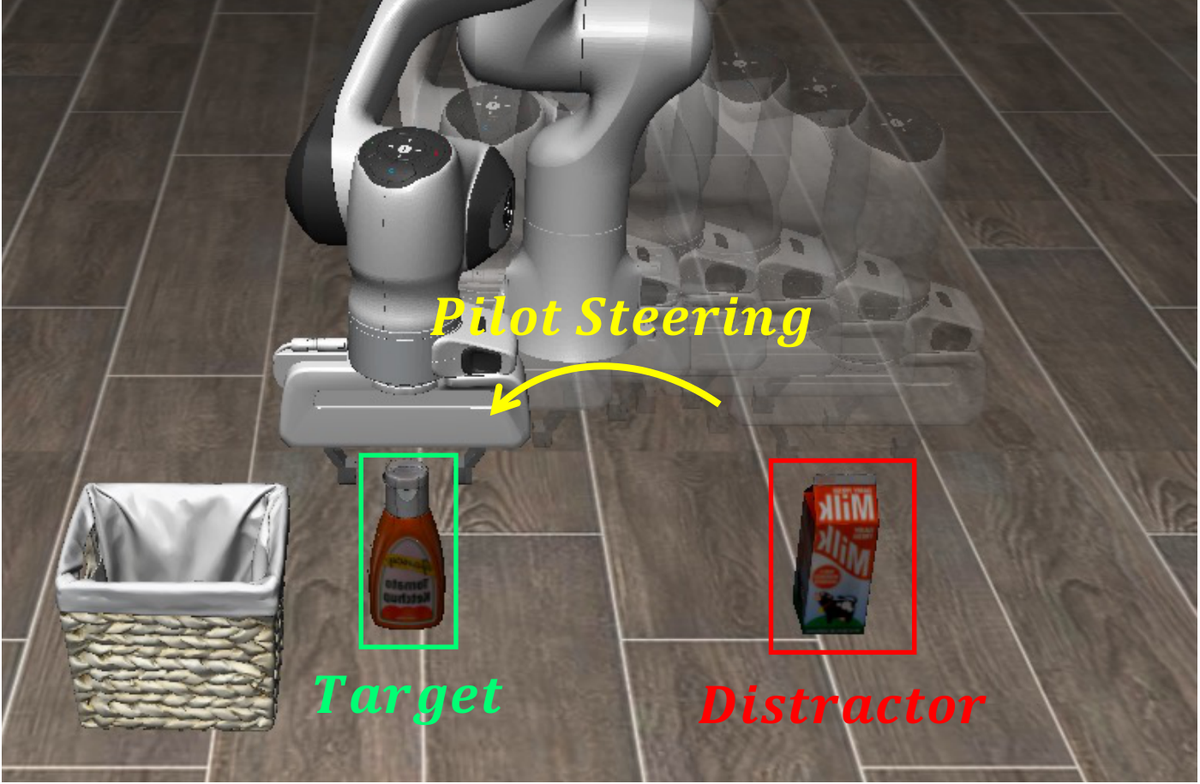 Pilot Steering
Milk
Milk
Tomato
Ketchup
Target
Distractor